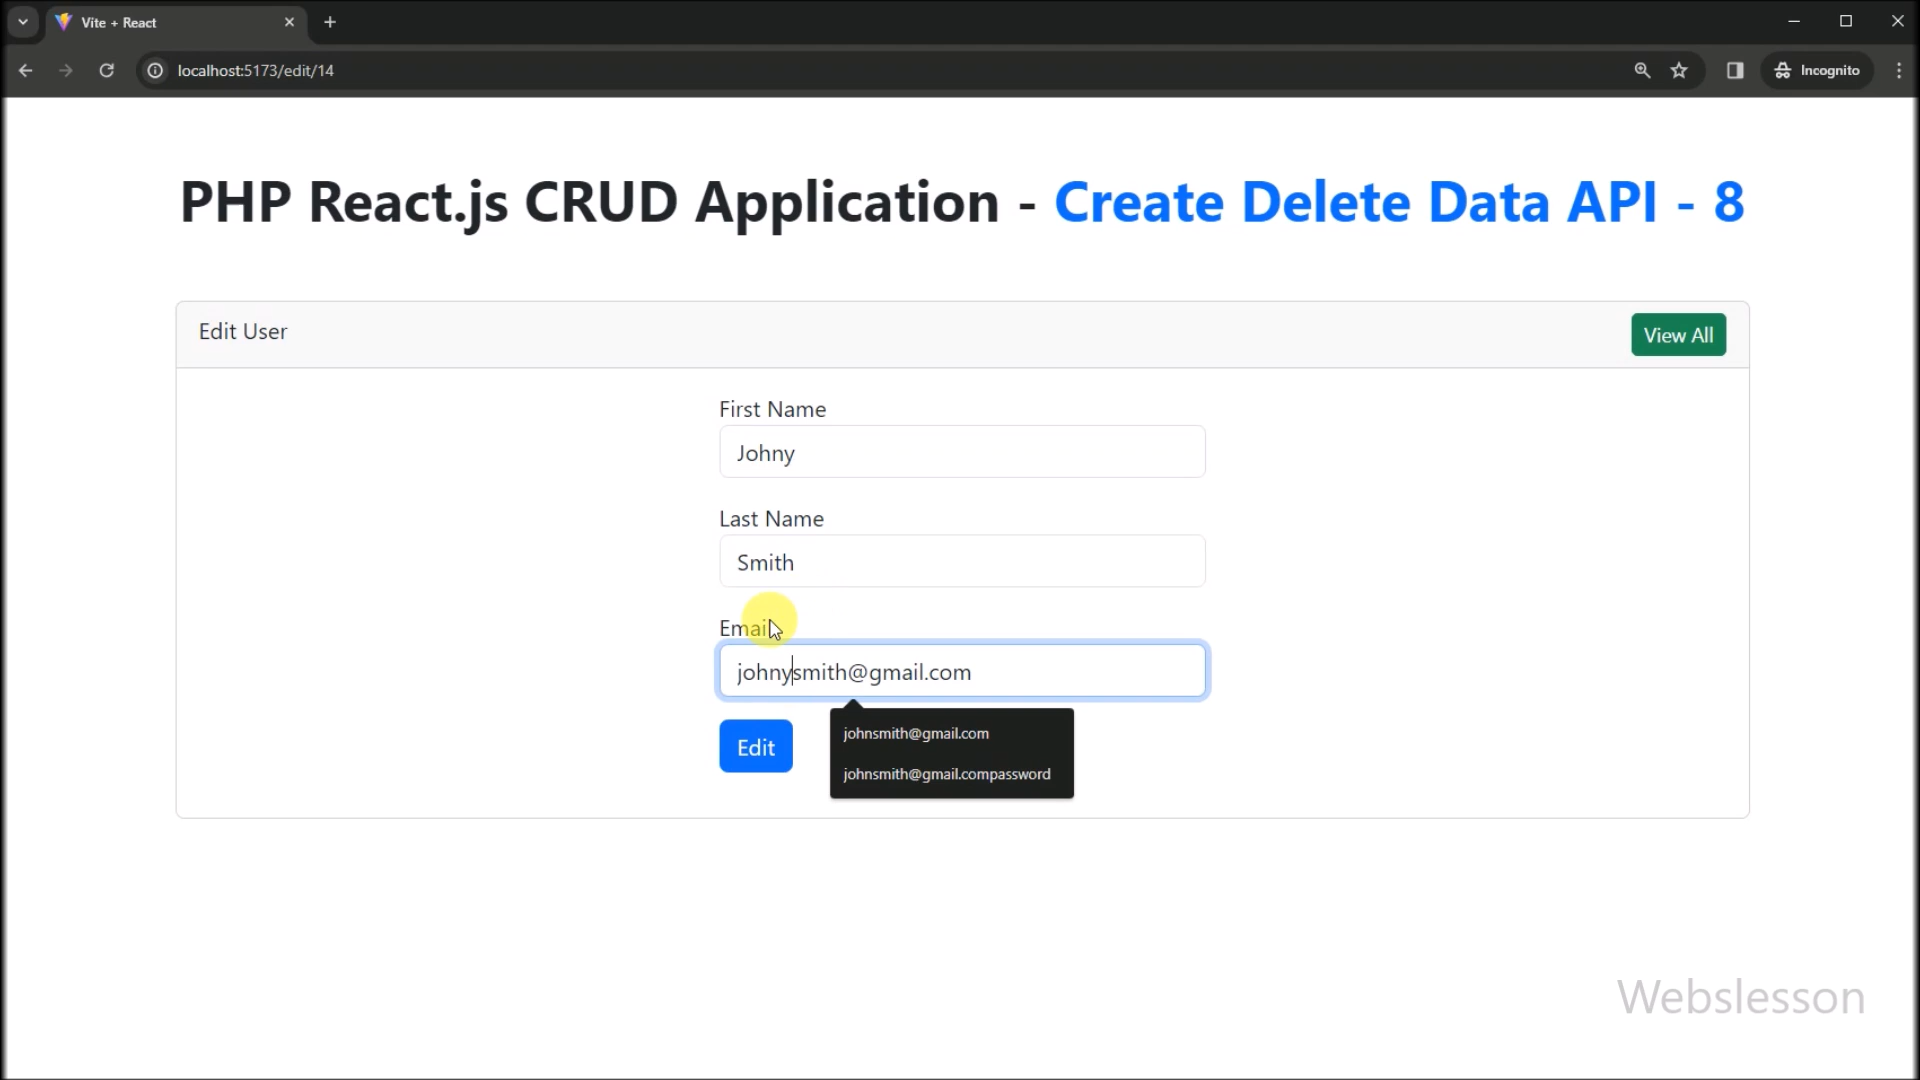 Vite + React
localhost:5173/edit/14
Incognito
PHP React.js CRUD Application - Create Delete Data API - 8
Edit User
View All
First Name
Johny
Last Name
Smith
Email
johnysmith@gmail.com
johnsmith@gmail.com
Edit
johnsmith@gmail.compassword
Webslesson